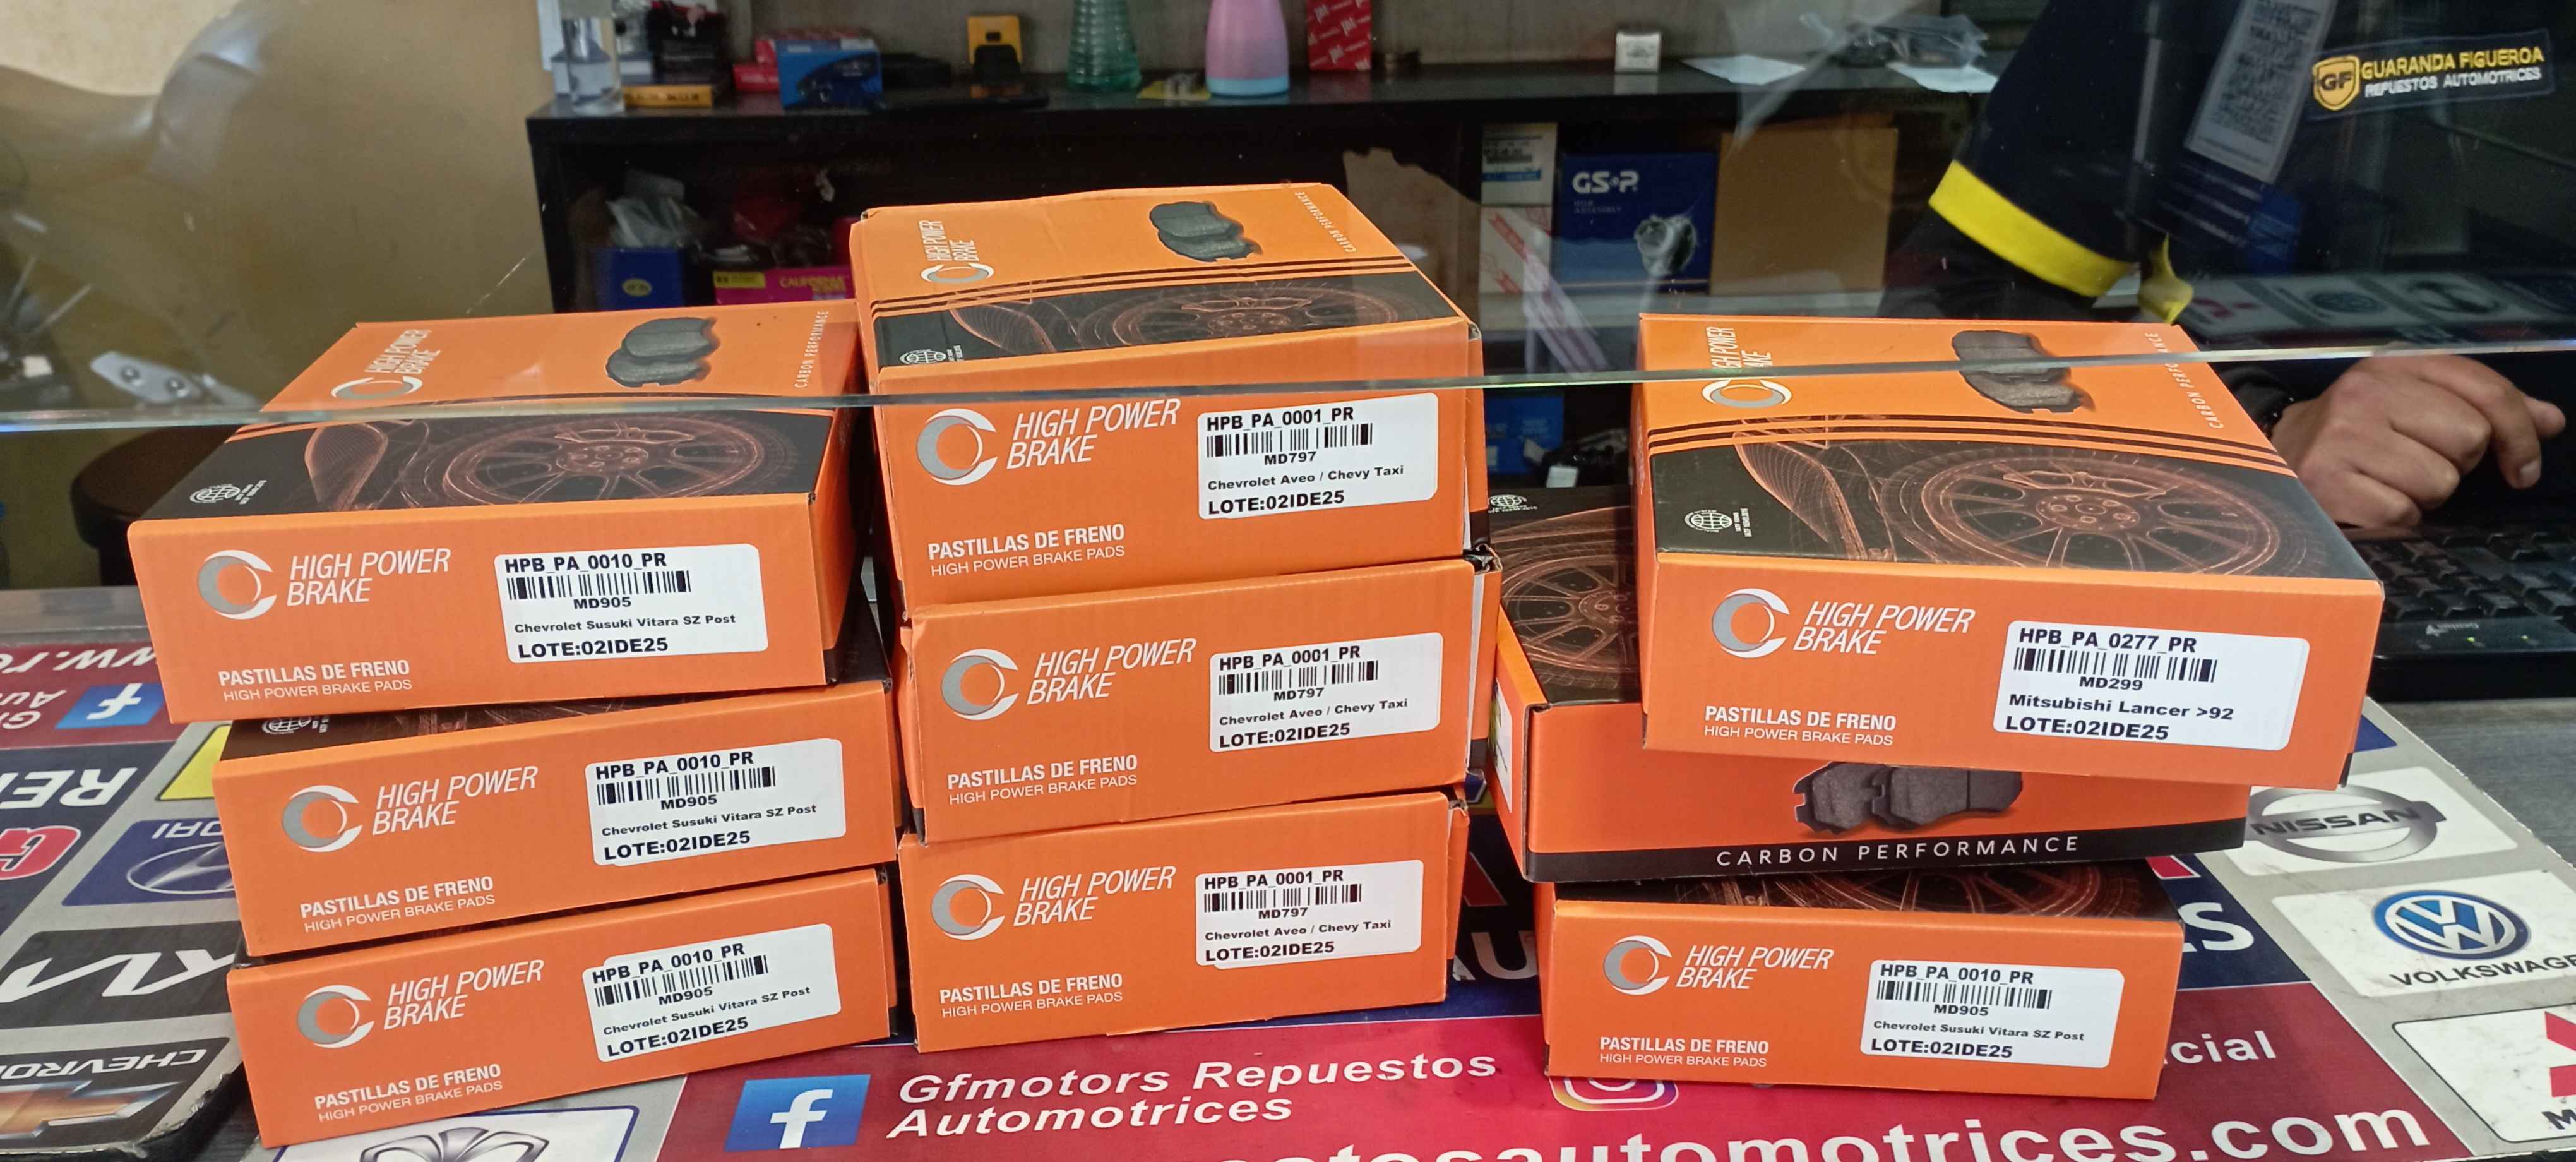 GUARANDA FIGUEROA
GF
REPUESTOS AUTOMOTRICES
GS+P
CALIFORNIA
HIGH POWER
BRAKE
CARBON PERFORMANCE
HIGH POWER
BRAKE
HPB_PA_0010_PR
MD905
Chevrolet Susuki Vitara SZ Post
LOTE:02IDE25
PASTILLAS DE FRENO
HIGH POWER BRAKE PADS
HIGH POWER
BRAKE
HPB_PA_0010_PR
MD905
Chevrolet Susuki Vitara SZ Post
LOTE:02IDE25
PASTILLAS DE FRENO
HIGH POWER BRAKE PADS
HIGH POWER
BRAKE
HPB_PA_0010_PR
MD905
Chevrolet Susuki Vitara SZ Post
LOTE:02IDE25
PASTILLAS DE FRENO
HIGH POWER BRAKE PADS
HIGH POWER
BRAKE
CARBON PERFORMANCE
HIGH POWER
BRAKE
HPB_PA_0001_PR
MD797
Chevrolet Aveo / Chevy Taxi
LOTE:02IDE25
PASTILLAS DE FRENO
HIGH POWER BRAKE PADS
HIGH POWER
BRAKE
HPB_PA_0001_PR
MD797
Chevrolet Aveo / Chevy Taxi
LOTE:02IDE25
PASTILLAS DE FRENO
HIGH POWER BRAKE PADS
HIGH POWER
BRAKE
HPB_PA_0001_PR
MD797
Chevrolet Aveo / Chevy Taxi
LOTE:02IDE25
PASTILLAS DE FRENO
HIGH POWER BRAKE PADS
HIGH POWER
BRAKE
HPB_PA_0277_PR
MD299
Mitsubishi Lancer >92
LOTE:02IDE25
PASTILLAS DE FRENO
HIGH POWER BRAKE PADS
CARBON PERFORMANCE
HIGH POWER
BRAKE
HPB_PA_0010_PR
MD905
Chevrolet Susuki Vitara SZ Post
LOTE:02IDE25
PASTILLAS DE FRENO
HIGH POWER BRAKE PADS
NISSAN
VOLKSWAGE
KIA
CHEVRO
Gfmotors Repuestos
Automotrices
cial
tosautomotrices.com